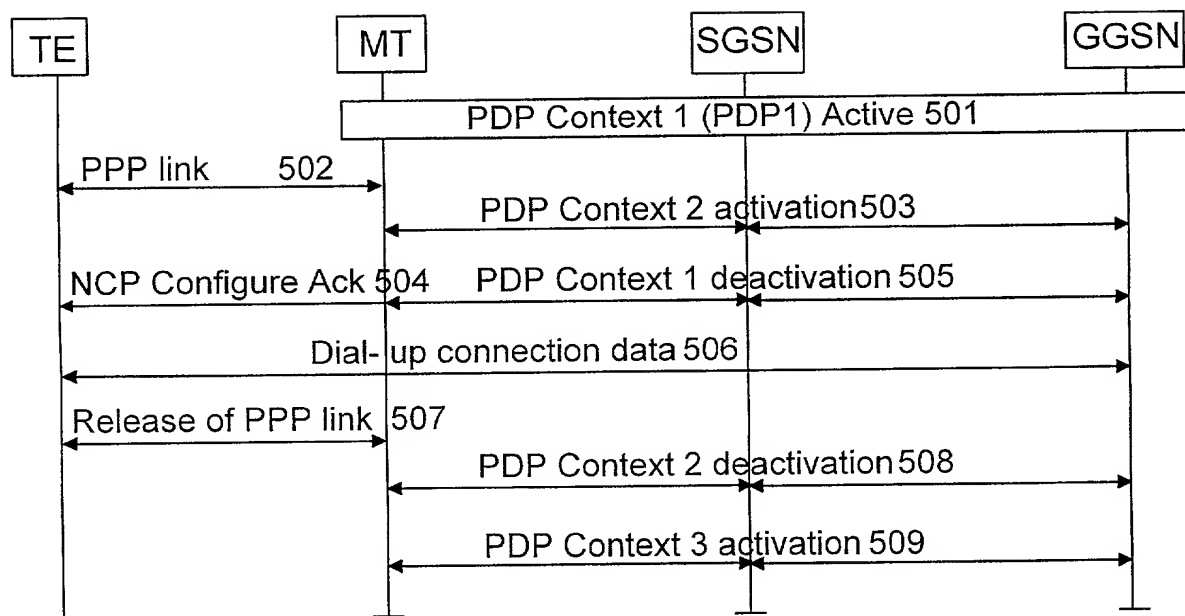 TE MT SGSN GGSN
PDP Context 1 (PDP1) Active 501
PPP link 502
PDP Context 2 activation 503
NCP Configure Ack 504 PDP Context 1 deactivation 505
Dial- up connection data 506
Release of PPP link 507
PDP Context 2 deactivation 508
PDP Context 3 activation 509